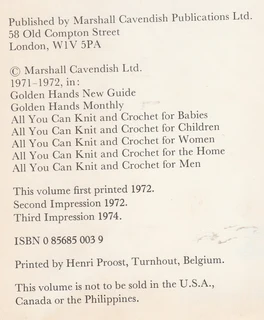 Published by Marshall Cavendish Publications Ltd.
58 Old Compton Street
London, W1V 5PA
© Marshall Cavendish Ltd.
1971–1972, in:
Golden Hands New Guide
Golden Hands Monthly
All You Can Knit and Crochet for Babies
All You Can Knit and Crochet for Children
All You Can Knit and Crochet for Women
All You Can Knit and Crochet for the Home
All You Can Knit and Crochet for Men
This volume first printed 1972.
Second Impression 1972.
Third Impression 1974.
ISBN 0 85685 003 9
Printed by Henri Proost, Turnhout, Belgium.
This volume is not to be sold in the U.S.A.,
Canada or the Philippines.